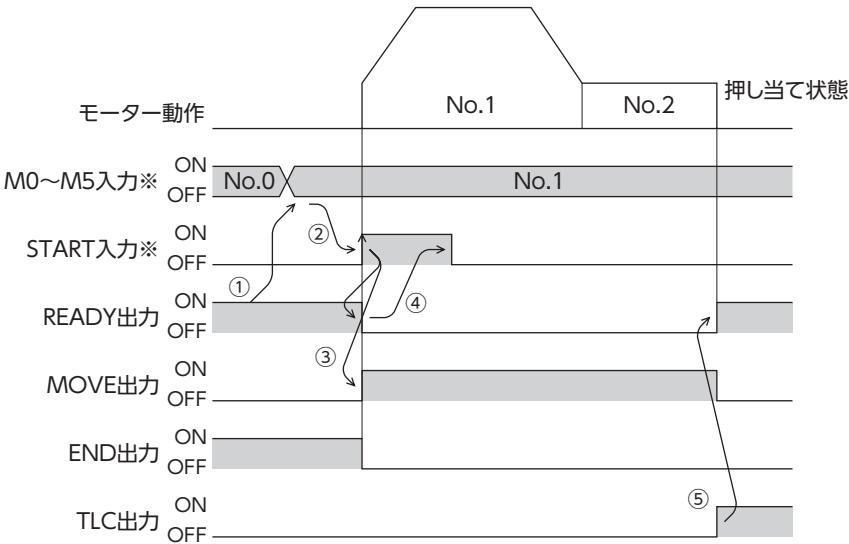 モーター動作
No.1
No.2
押し当て状態
M0～M5入力※
ON
OFF
No.0
No.1
START入力※
ON
OFF
②
①
READY出力
ON
OFF
④
③
MOVE出力
ON
OFF
END出力
ON
OFF
TLC出力
ON
OFF
⑤